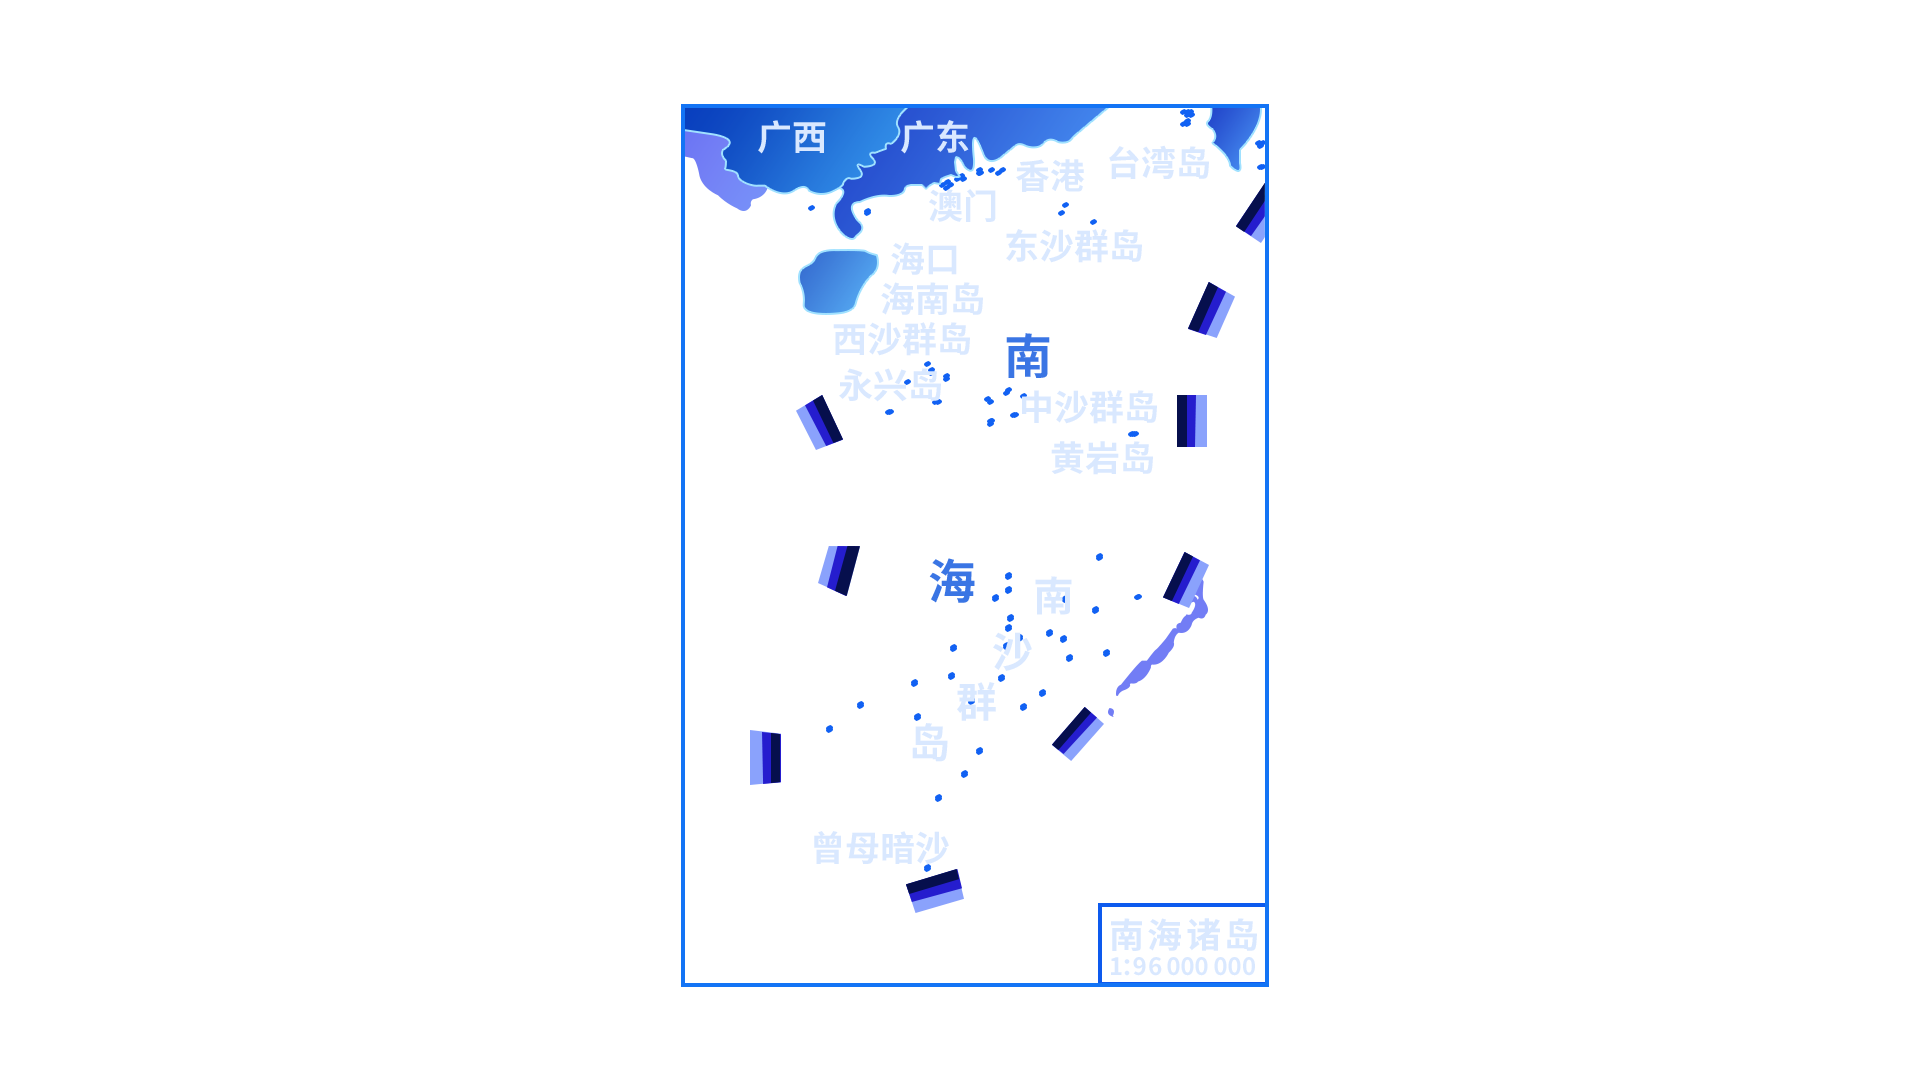 广西
广东
台湾岛
香港
澳门
东沙群岛
海口
海南岛
西沙群岛
南
永兴岛
中沙群岛
黄岩岛
海
南
沙
群
岛
曾母暗沙
南海诸岛
1:96 000 000